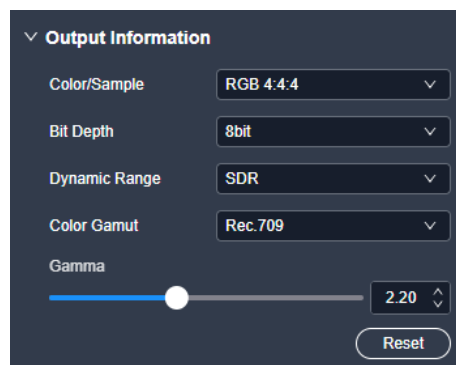 Output Information
Color/Sample RGB 4:4:4
Bit Depth 8bit
Dynamic Range SDR
Color Gamut Rec.709
Gamma
2.20
Reset